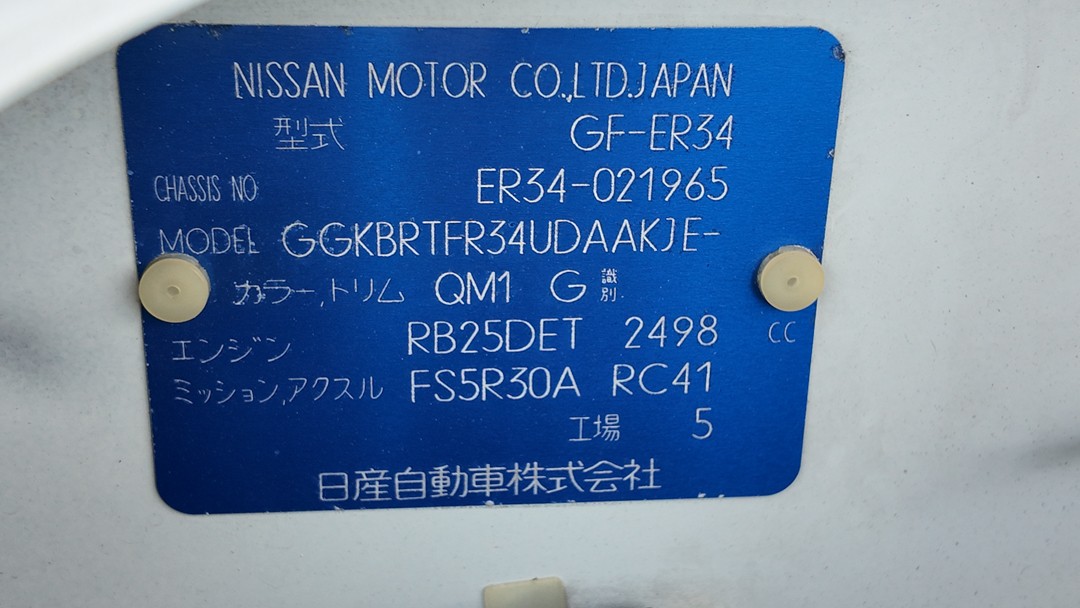 NISSAN MOTOR CO.,LTD.JAPAN
型式 GF-ER34
CHASSIS NO ER34-021965
MODEL GGKBRTFR34UDAAKJE-
カラー,トリム QM1 G 識別
エンジン RB25DET 2498 CC
ミッション,アクスル FS5R30A RC41
工場 5
日産自動車株式会社